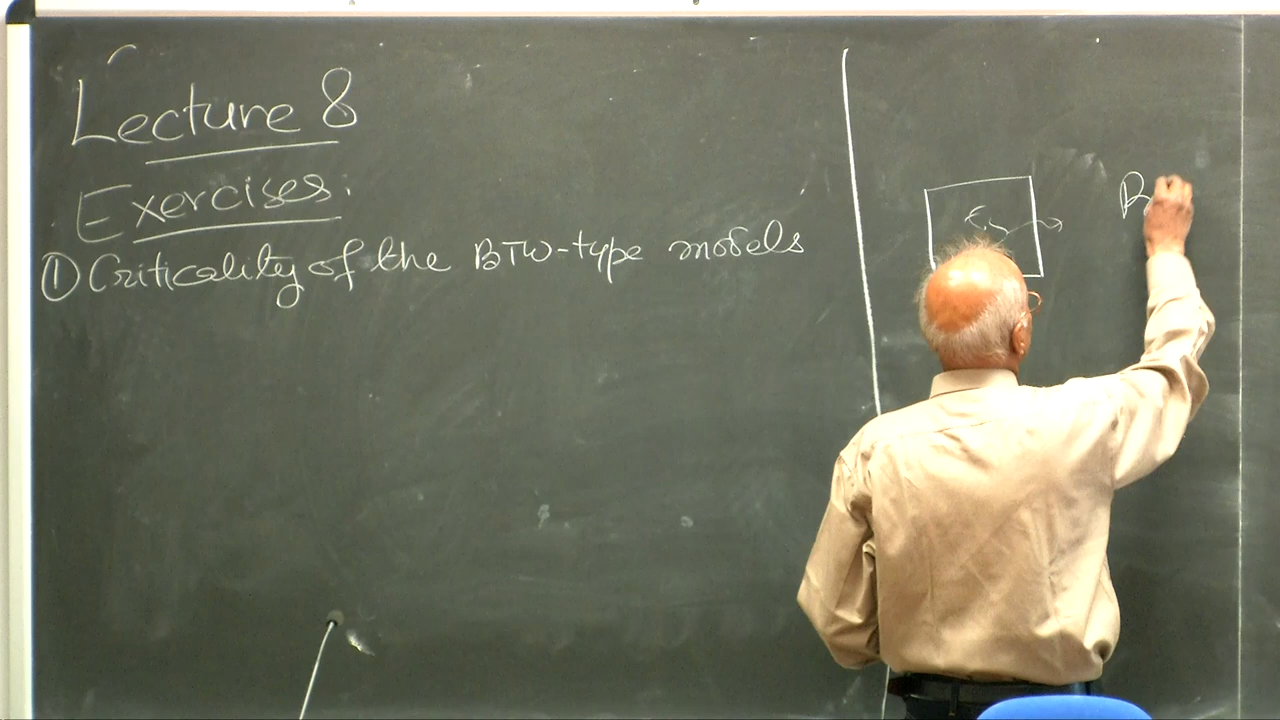 Lecture 8
Exercises:
① Criticality of the BTW-type models